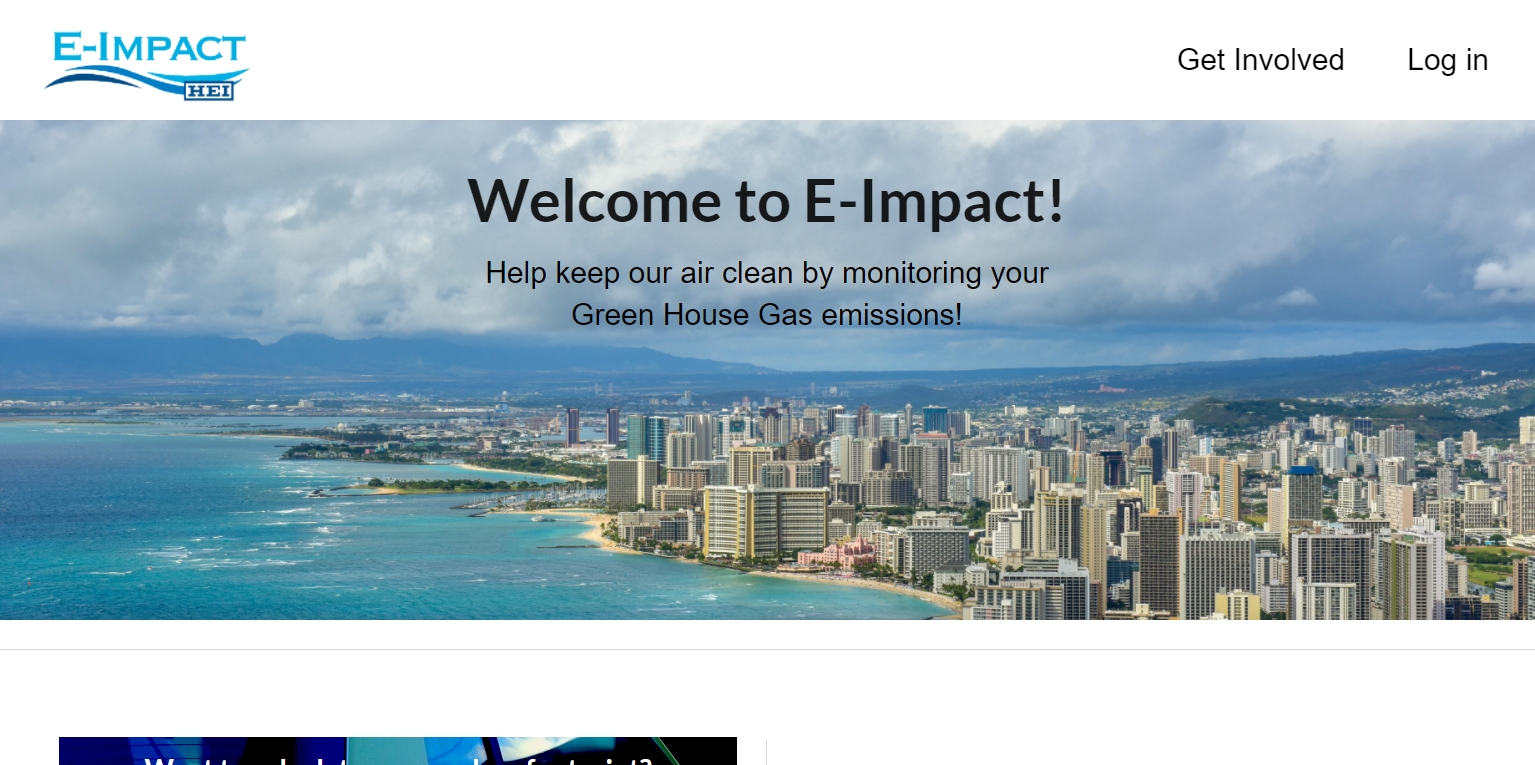 E-IMPACT
HEI
Get Involved
Log in
Welcome to E-Impact!
Help keep our air clean by monitoring your
Green House Gas emissions!